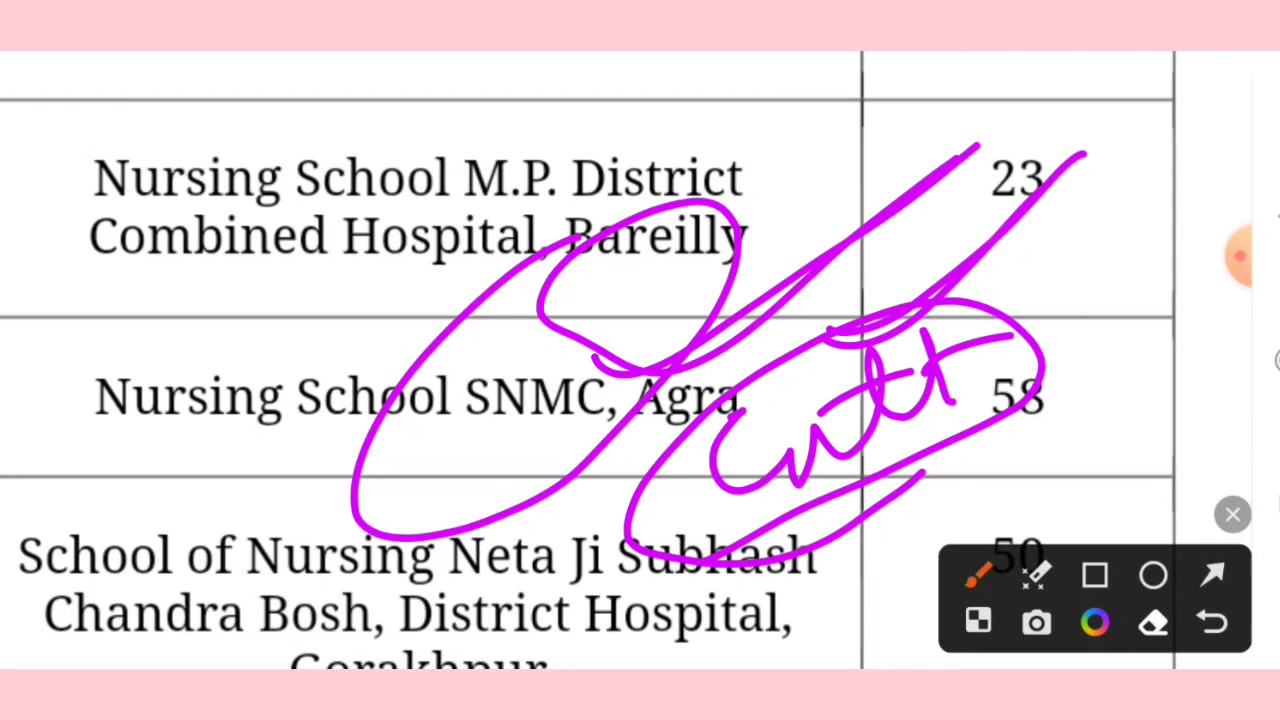 Nursing School M.P. District
Combined Hospital, Bareilly
23
Nursing School SNMC, Agra
58
School of Nursing Neta Ji Subhash
Chandra Bosh, District Hospital,
Gorakhpur
50